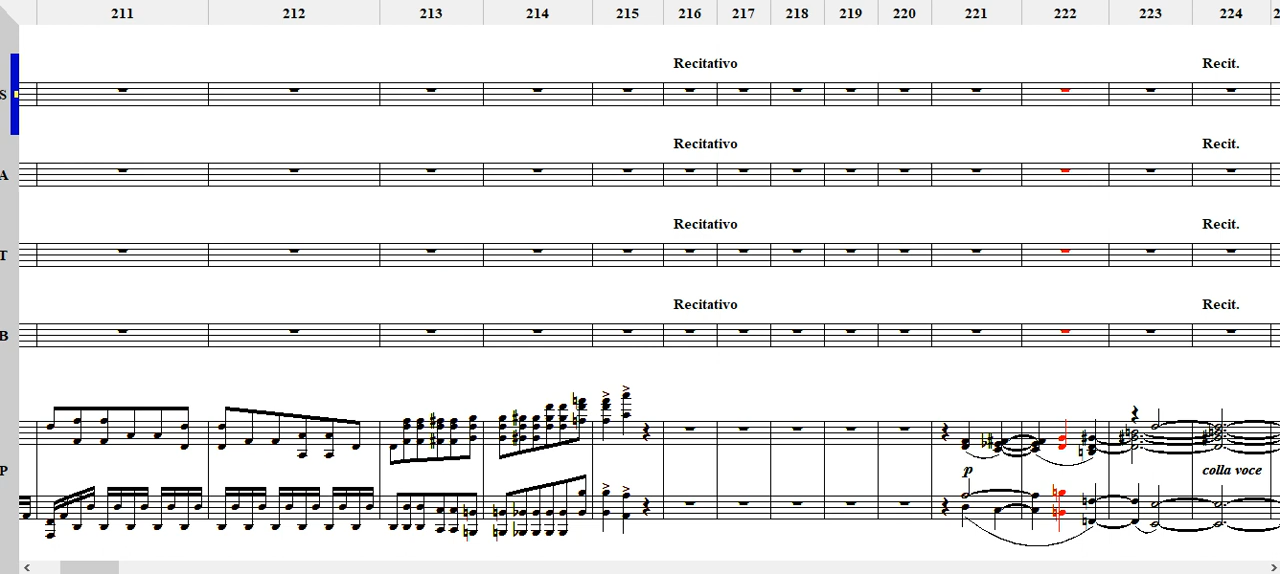 211 212 213 214 215 216 217 218 219 220 221 222 223 224
Recitativo Recit.
S
Recitativo Recit.
A
Recitativo Recit.
T
Recitativo Recit.
B
P
p colla voce